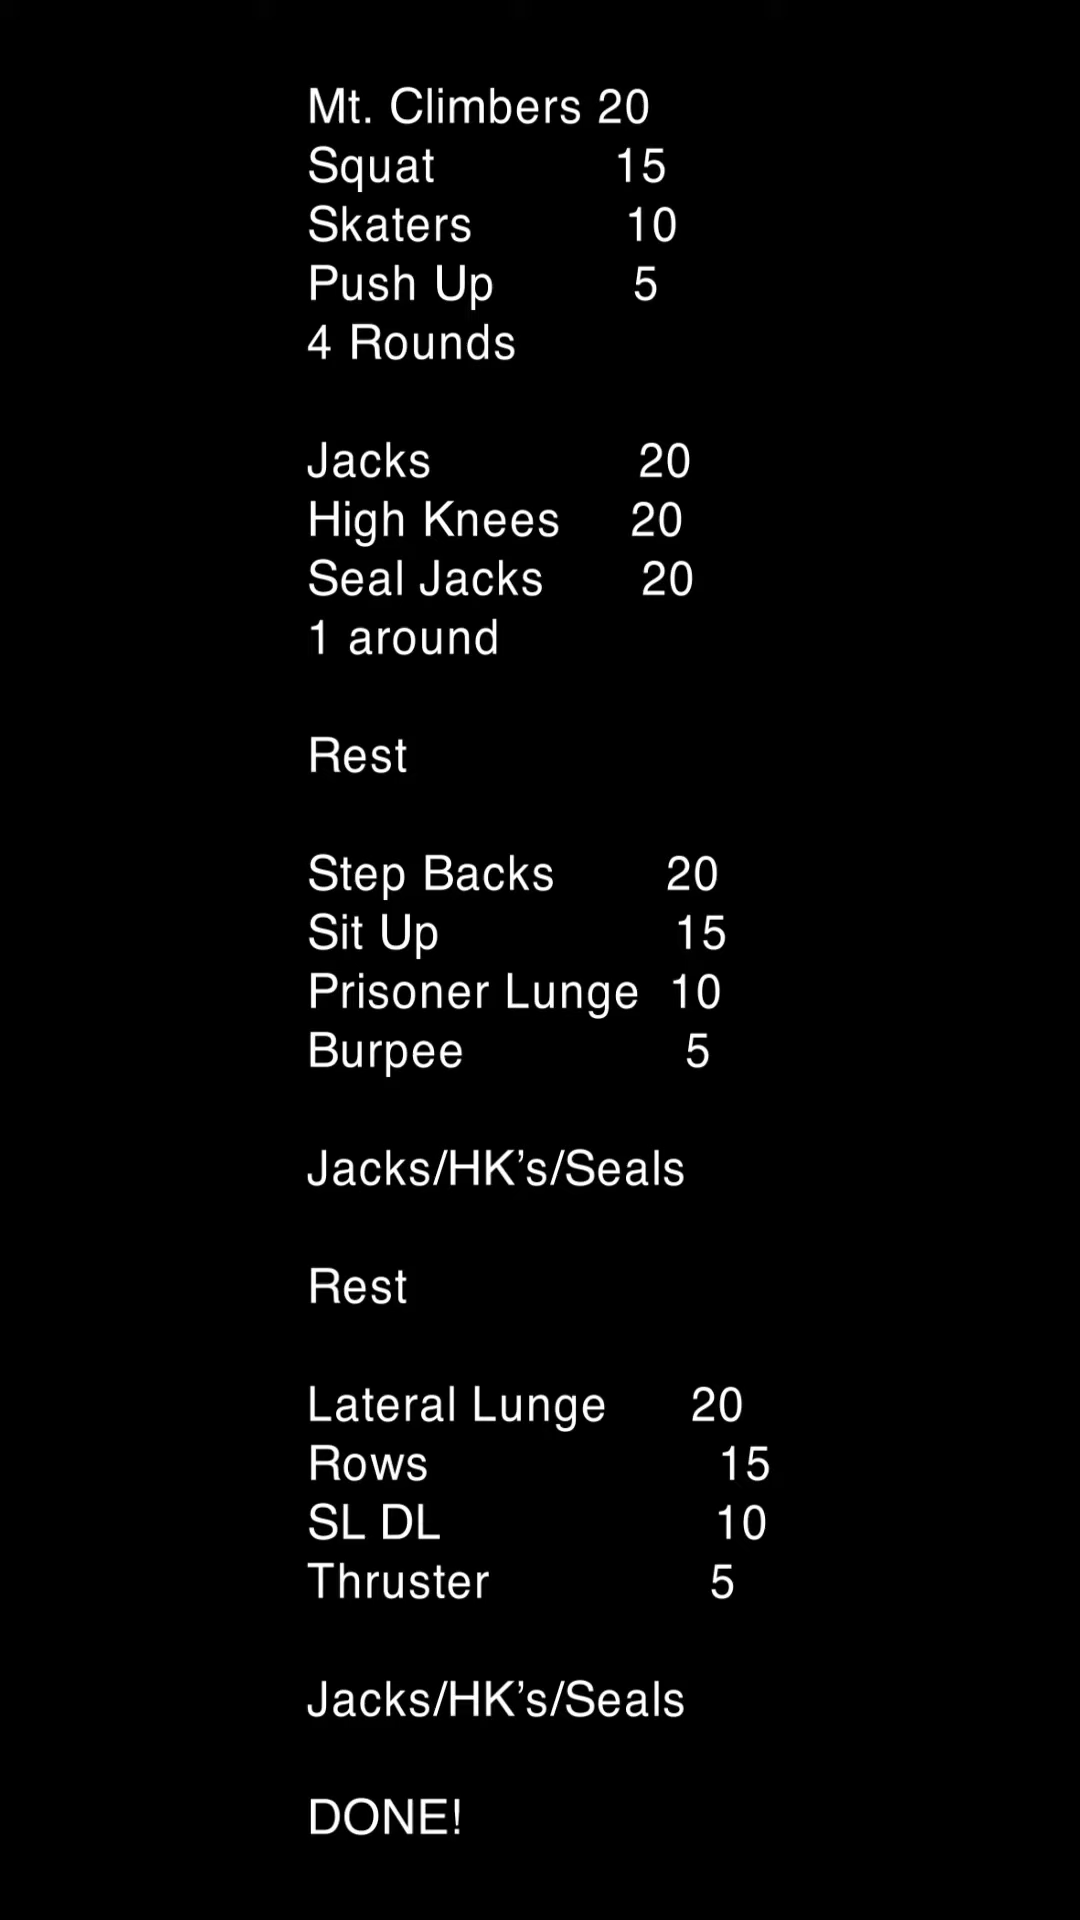 Mt. Climbers 20
Squat 15
Skaters 10
Push Up 5
4 Rounds
Jacks 20
High Knees 20
Seal Jacks 20
1 around
Rest
Step Backs 20
Sit Up 15
Prisoner Lunge 10
Burpee 5
Jacks/HK’s/Seals
Rest
Lateral Lunge 20
Rows 15
SL DL 10
Thruster 5
Jacks/HK’s/Seals
DONE!